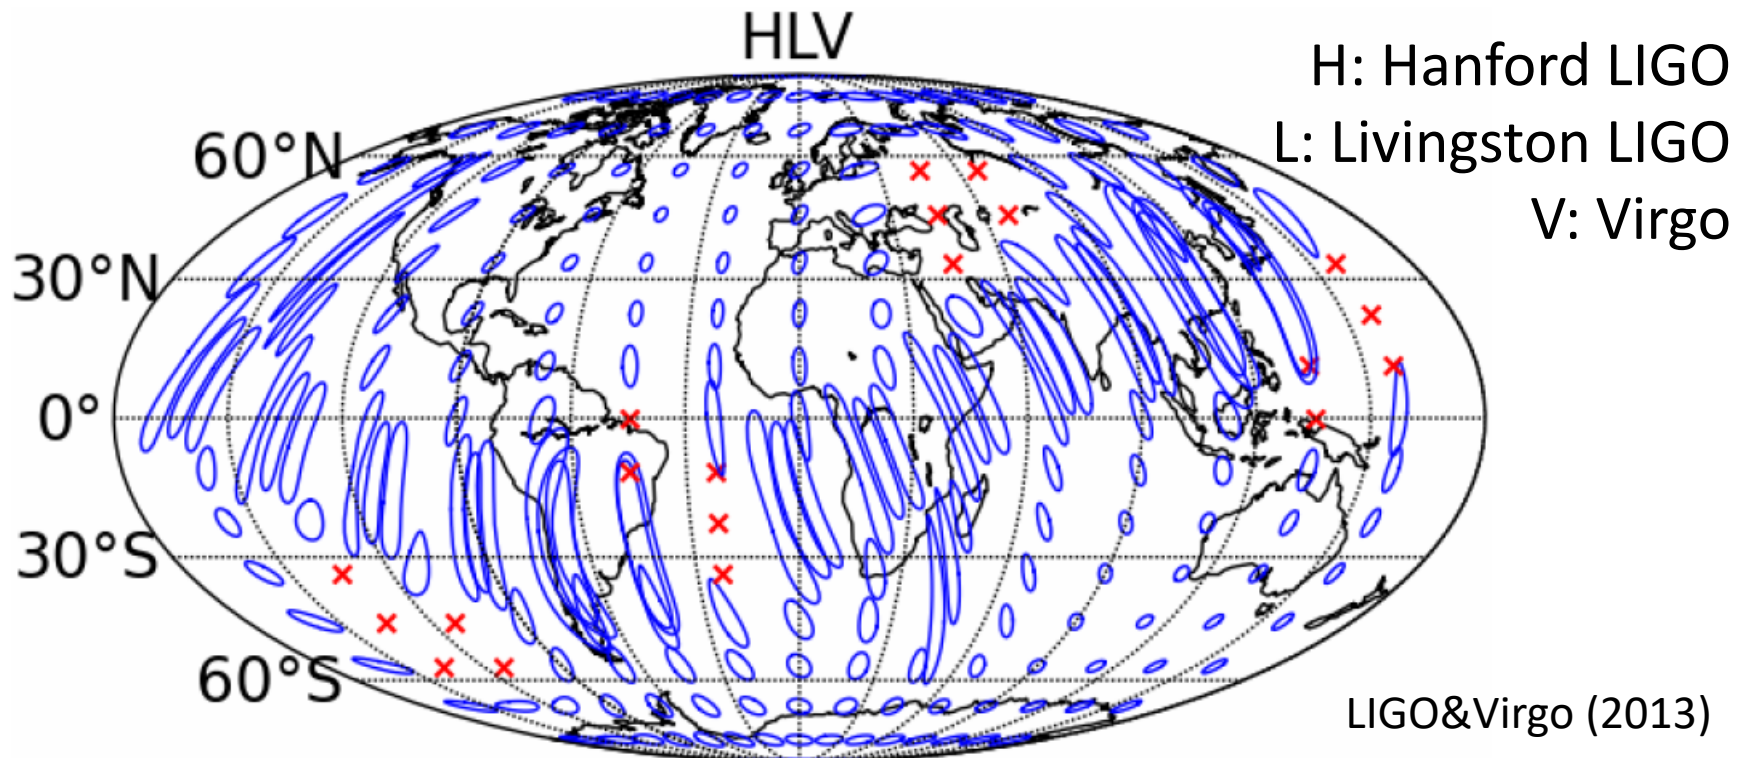 HLV
H: Hanford LIGO
L: Livingston LIGO
V: Virgo
60°N
30°N
0°
30°S
60°S
LIGO&Virgo (2013)